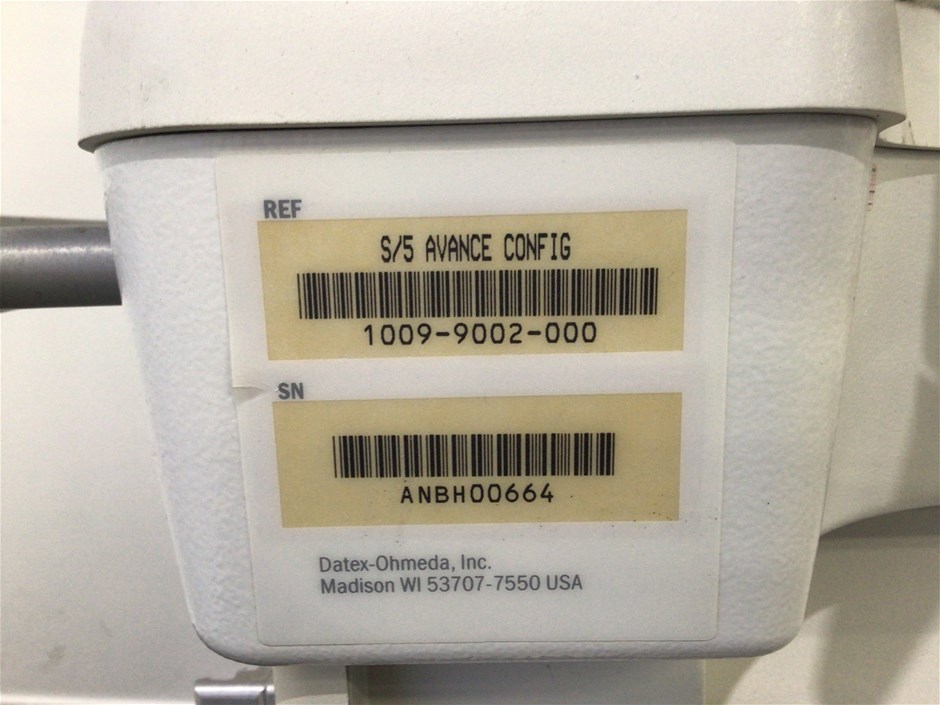 REF
S/5 AVANCE CONFIG
1009-9002-000
SN
ANBH00664
Datex-Ohmeda, Inc.
Madison WI 53707-7550 USA